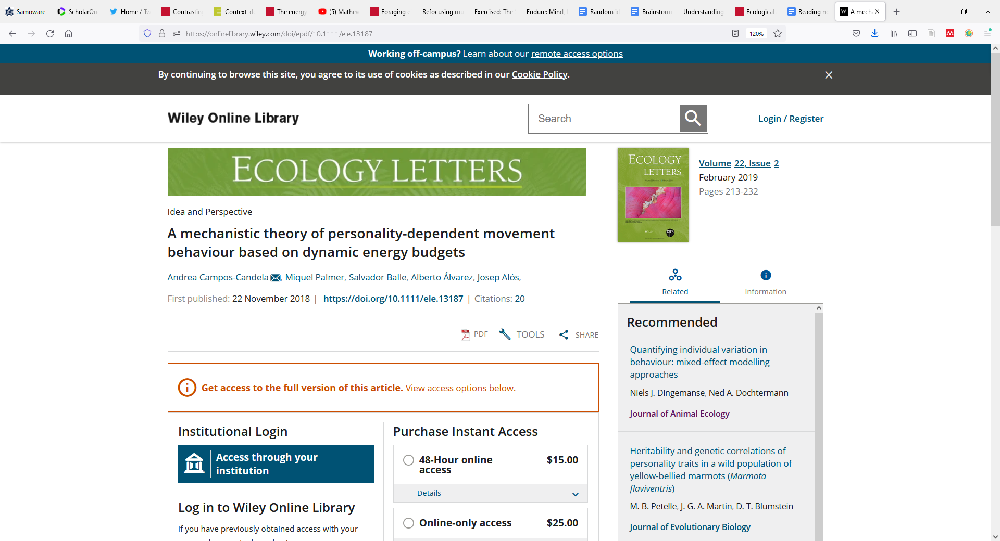 Samoware
ScholarOn
Home / Tw
Contrastin
Context-de
The energy
(5) Mathew
Foraging e
Refocusing mu
Exercised: The S
Endure: Mind,
Random id
Brainstorm
Understanding
Ecological
Reading no
A mech
https://onlinelibrary.wiley.com/doi/epdf/10.1111/ele.13187
120%
Working off-campus? Learn about our remote access options
By continuing to browse this site, you agree to its use of cookies as described in our Cookie Policy.
Wiley Online Library
Search
Login / Register
ECOLOGY LETTERS
Idea and Perspective
A mechanistic theory of personality-dependent movement
behaviour based on dynamic energy budgets
Andrea Campos-Candela, Miquel Palmer, Salvador Balle, Alberto Álvarez, Josep Alós,
First published: 22 November 2018 | https://doi.org/10.1111/ele.13187 | Citations: 20
PDF TOOLS SHARE
Get access to the full version of this article. View access options below.
Institutional Login
Access through your
institution
Log in to Wiley Online Library
If you have previously obtained access with your
Purchase Instant Access
48-Hour online
access
$15.00
Details
Online-only access $25.00
ECOLOGY
LETTERS
WILEY
cnrs
Volume 22, Issue 2
February 2019
Pages 213-232
Related
Information
Recommended
Quantifying individual variation in
behaviour: mixed-effect modelling
approaches
Niels J. Dingemanse, Ned A. Dochtermann
Journal of Animal Ecology
Heritability and genetic correlations of
personality traits in a wild population of
yellow-bellied marmots (Marmota
flaviventris)
M. B. Petelle, J. G. A. Martin, D. T. Blumstein
Journal of Evolutionary Biology